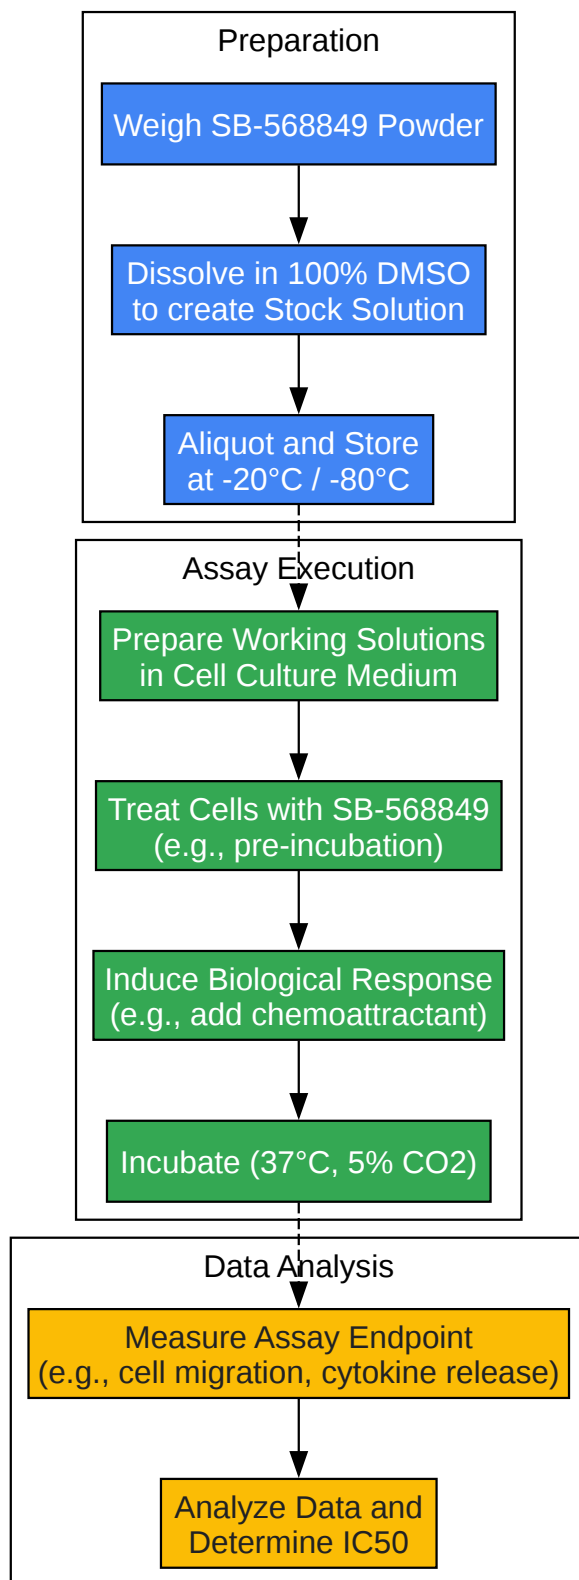 Preparation
Weigh SB-568849 Powder
Dissolve in 100% DMSO
to create Stock Solution
Aliquot and Store
at -20°C / -80°C
Assay Execution
Prepare Working Solutions
in Cell Culture Medium
Treat Cells with SB-568849
(e.g., pre-incubation)
Induce Biological Response
(e.g., add chemoattractant)
Incubate (37°C, 5% CO2)
Data Analysis
Measure Assay Endpoint
(e.g., cell migration, cytokine release)
Analyze Data and
Determine IC50